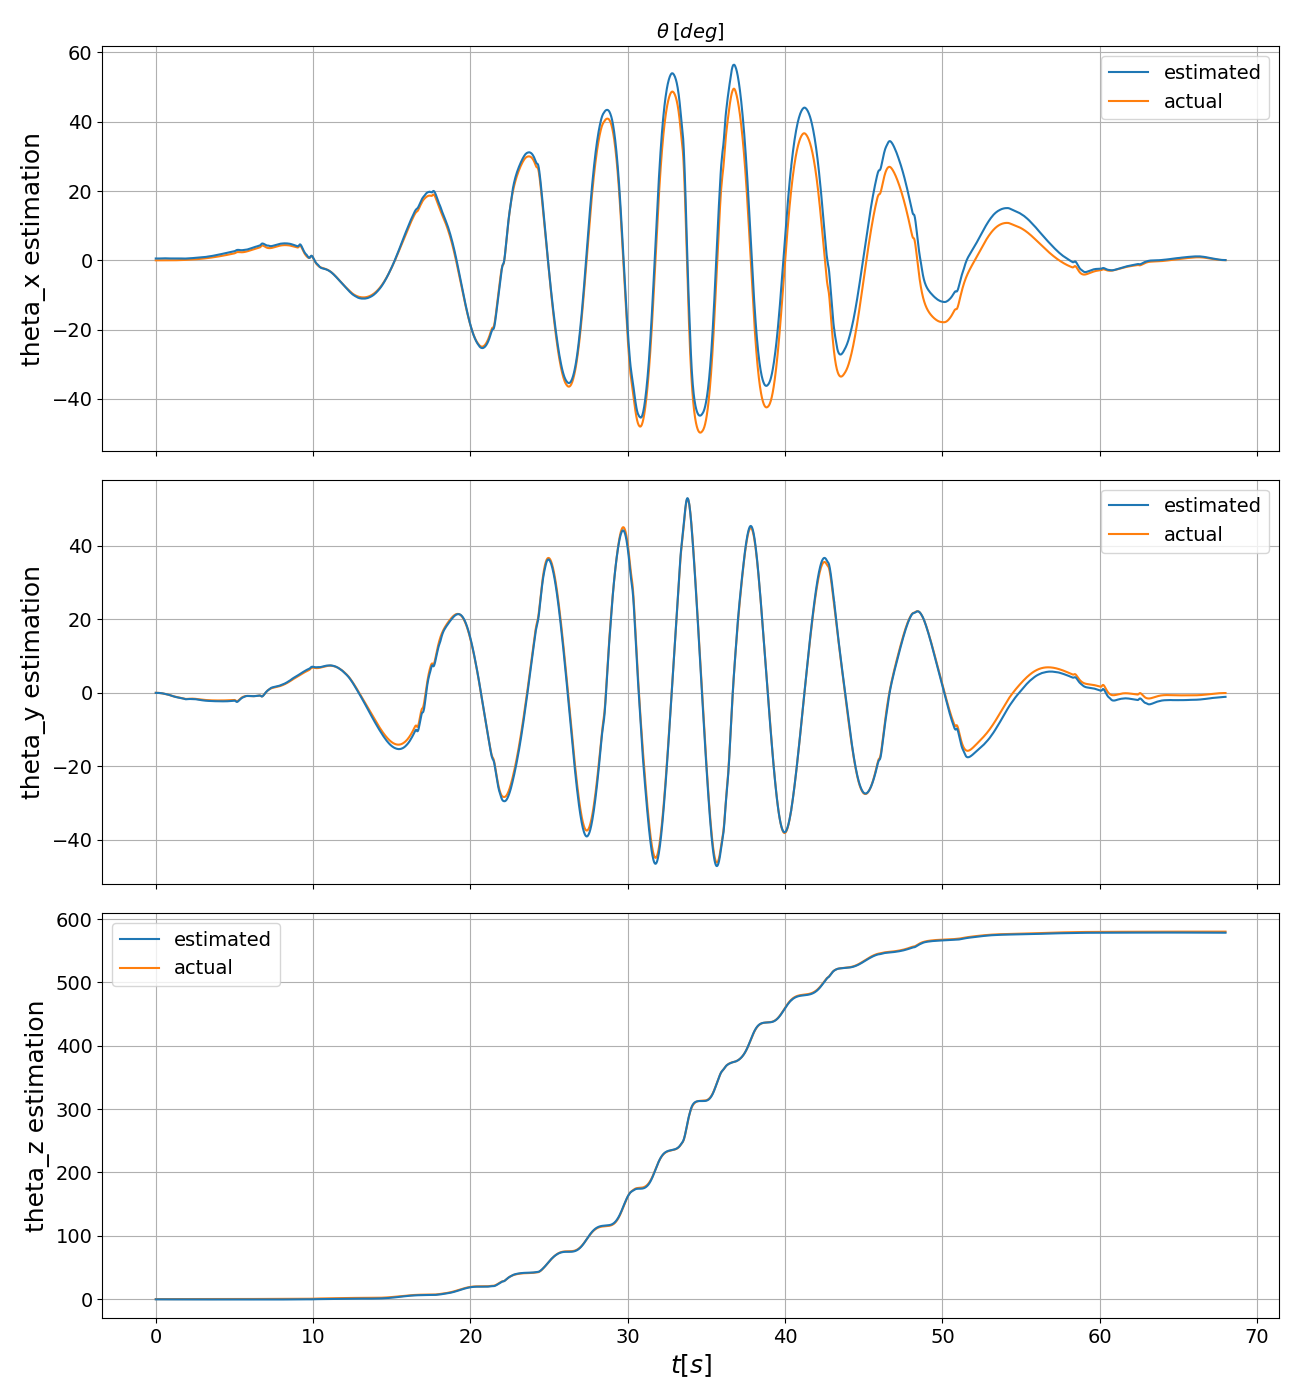 θ [deg]
60
40
20
0
−20
−40
theta_x estimation
estimated
actual
40
20
0
−20
−40
theta_y estimation
estimated
actual
600
500
400
300
200
100
0
theta_z estimation
estimated
actual
0 10 20 30 40 50 60 70
t[s]